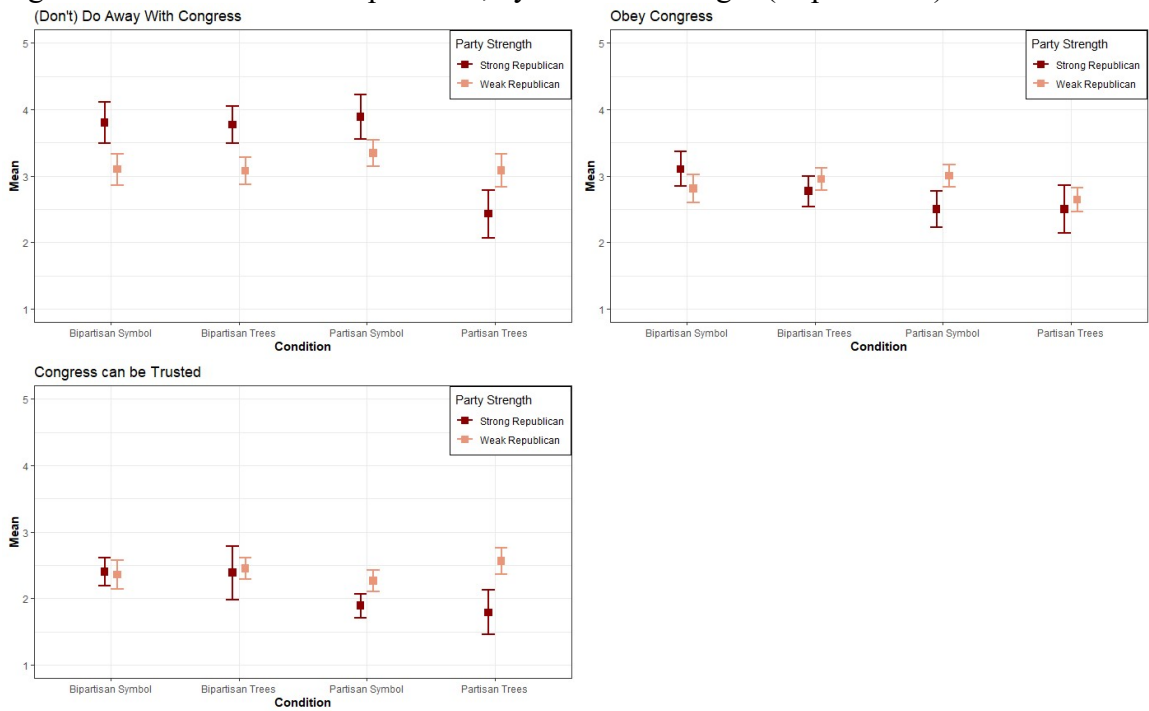 (Don't) Do Away With Congress
Party Strength
Strong Republican
Weak Republican
5
4
3
2
1
Mean
Bipartisan Symbol
Bipartisan Trees
Partisan Symbol
Partisan Trees
Condition
Obey Congress
Party Strength
Strong Republican
Weak Republican
5
4
3
2
1
Mean
Bipartisan Symbol
Bipartisan Trees
Partisan Symbol
Partisan Trees
Condition
Congress can be Trusted
Party Strength
Strong Republican
Weak Republican
5
4
3
2
1
Mean
Bipartisan Symbol
Bipartisan Trees
Partisan Symbol
Partisan Trees
Condition